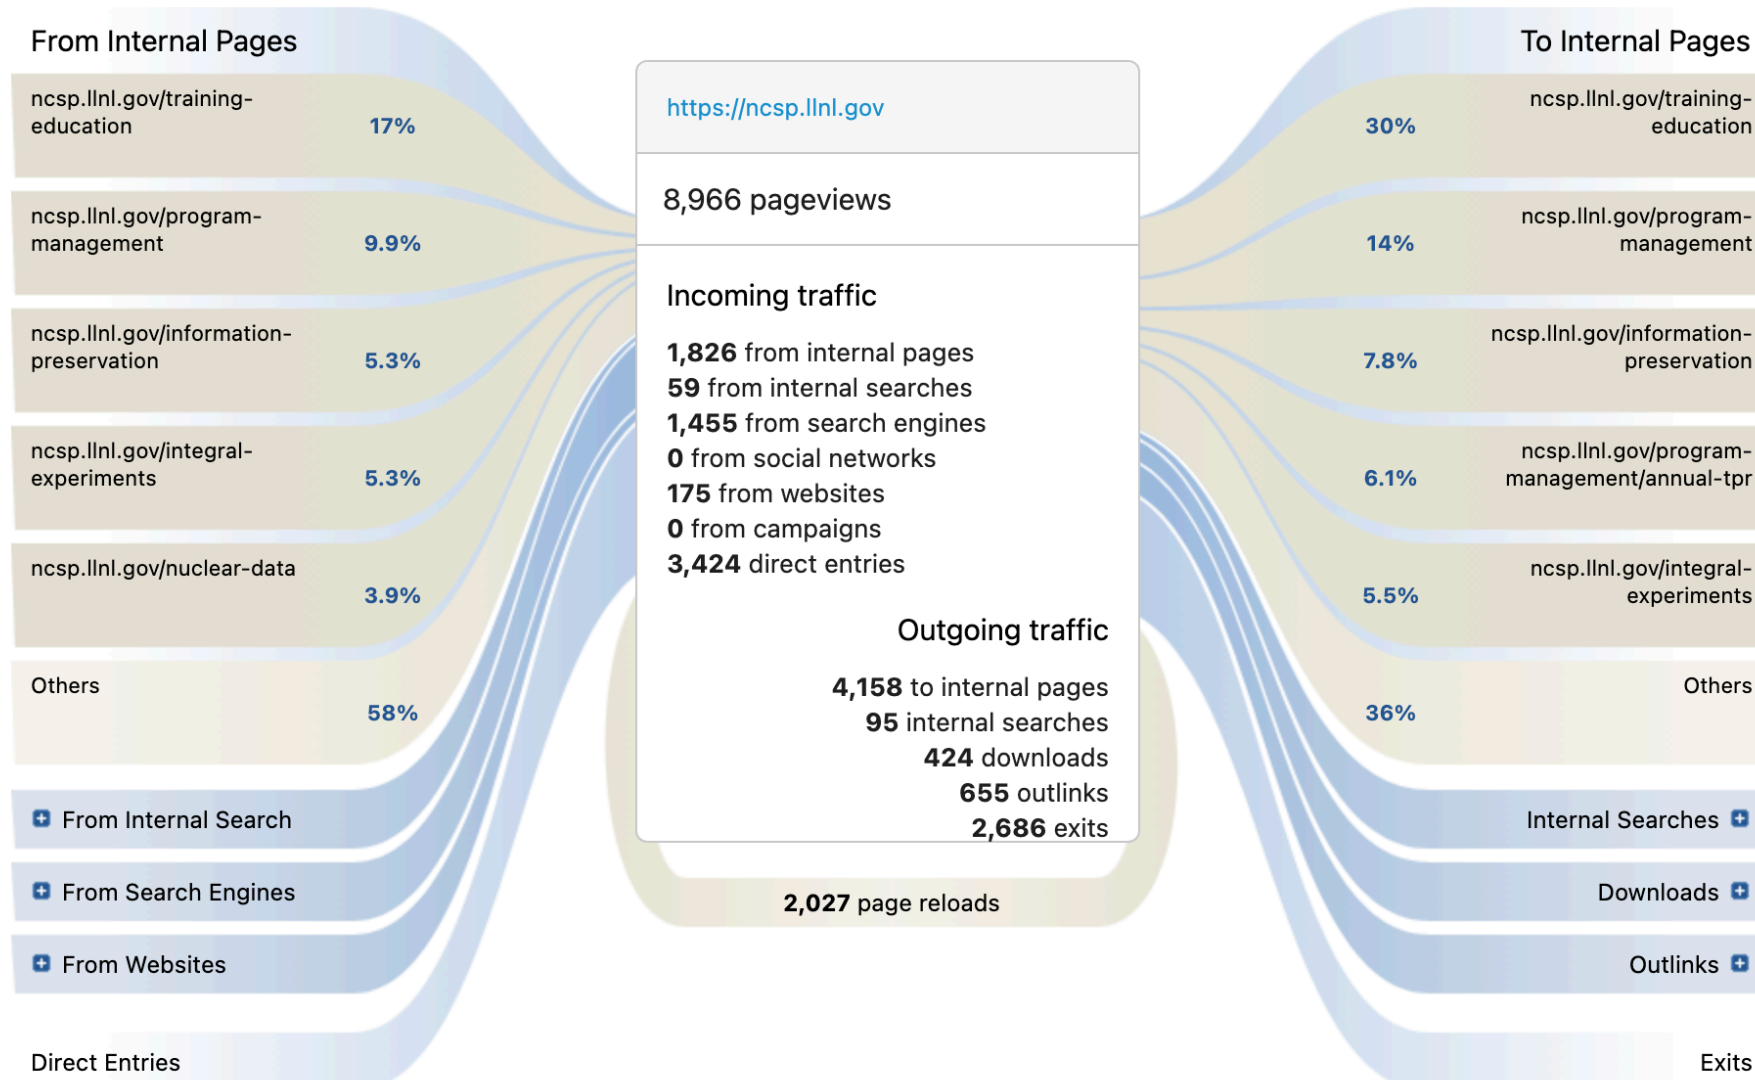 From Internal Pages
ncsp.llnl.gov/training-
education
17%
ncsp.llnl.gov/program-
management
9.9%
ncsp.llnl.gov/information-
preservation
5.3%
ncsp.llnl.gov/integral-
experiments
5.3%
ncsp.llnl.gov/nuclear-data
3.9%
Others
58%
From Internal Search
From Search Engines
From Websites
Direct Entries
https://ncsp.llnl.gov
8,966 pageviews
Incoming traffic
1,826 from internal pages
59 from internal searches
1,455 from search engines
0 from social networks
175 from websites
0 from campaigns
3,424 direct entries
Outgoing traffic
4,158 to internal pages
95 internal searches
424 downloads
655 outlinks
2,686 exits
2,027 page reloads
To Internal Pages
ncsp.llnl.gov/training-
education
30%
ncsp.llnl.gov/program-
management
14%
ncsp.llnl.gov/information-
preservation
7.8%
ncsp.llnl.gov/program-
management/annual-tpr
6.1%
ncsp.llnl.gov/integral-
experiments
5.5%
Others
36%
Internal Searches
Downloads
Outlinks
Exits